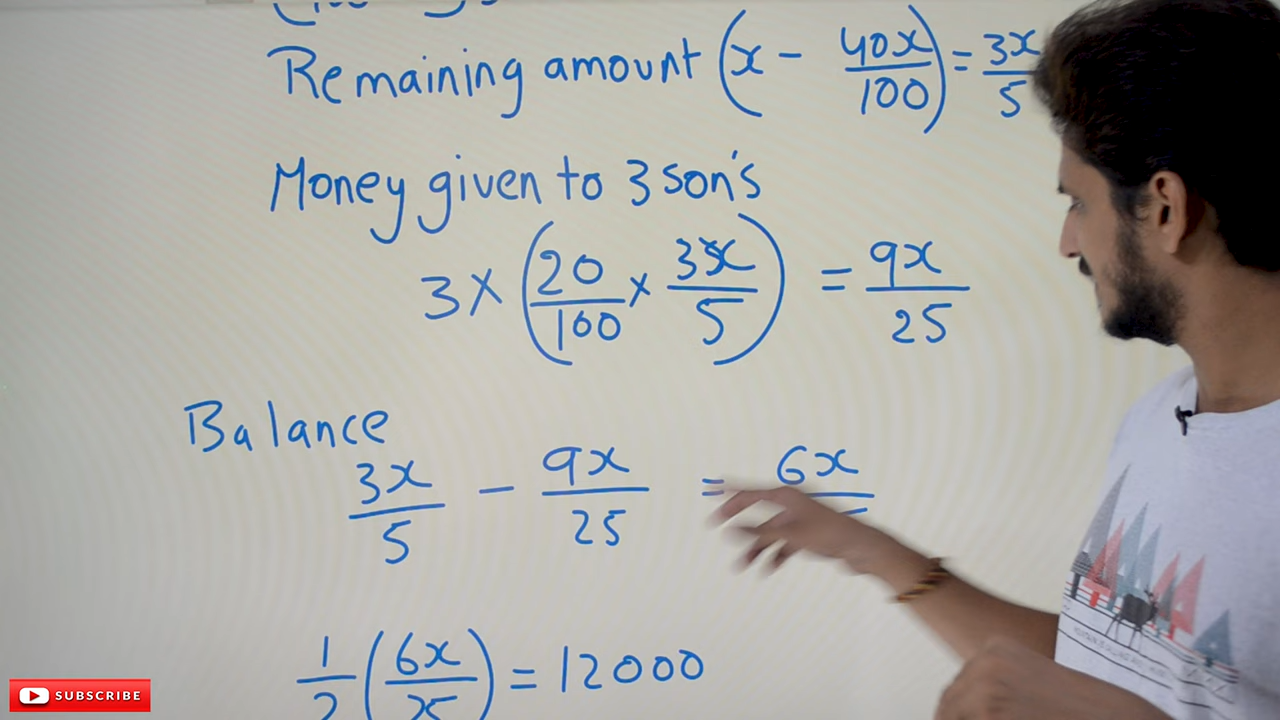 Remaining amount (x - 40x/100) = 3x/5
Money given to 3 son's
3 x (20/100 x 3x/5) = 9x/25
Balance
3x/5 - 9x/25 = 6x
1/2 (6x/25) = 12000
SUBSCRIBE